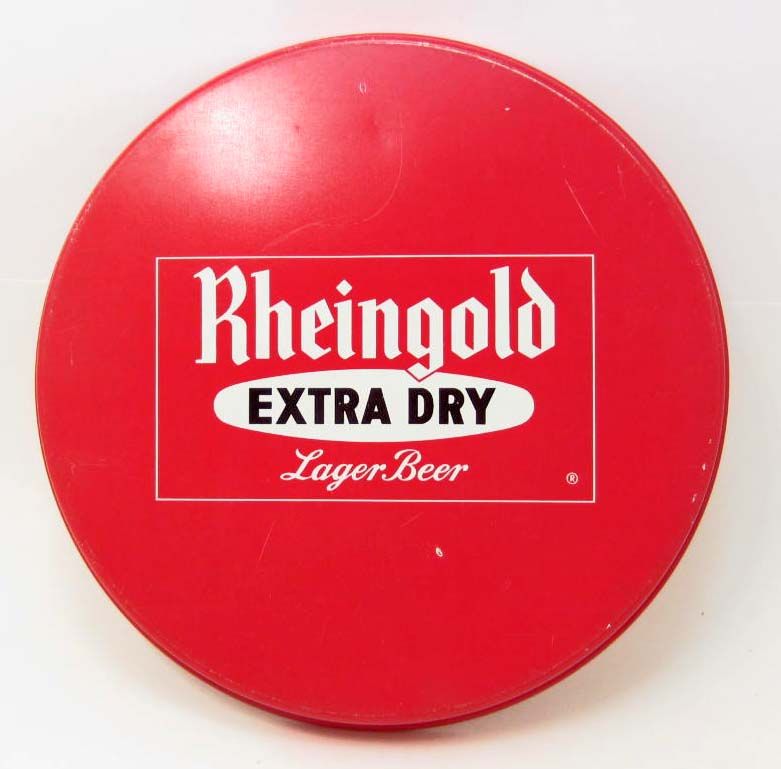 Rheingold
EXTRA DRY
Lager Beer
®